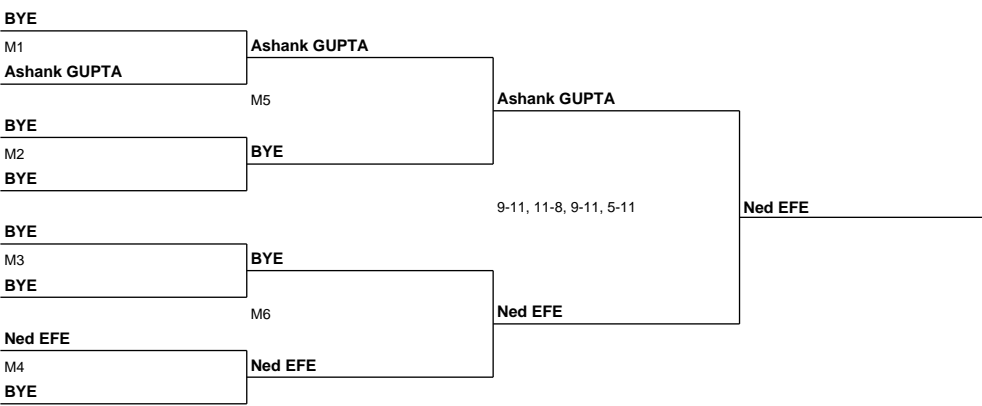 BYE
M1
Ashank GUPTA
Ashank GUPTA
M5
Ashank GUPTA
BYE
M2
BYE
BYE
9-11, 11-8, 9-11, 5-11
Ned EFE
BYE
M3
BYE
BYE
M6
Ned EFE
Ned EFE
M4
Ned EFE
BYE